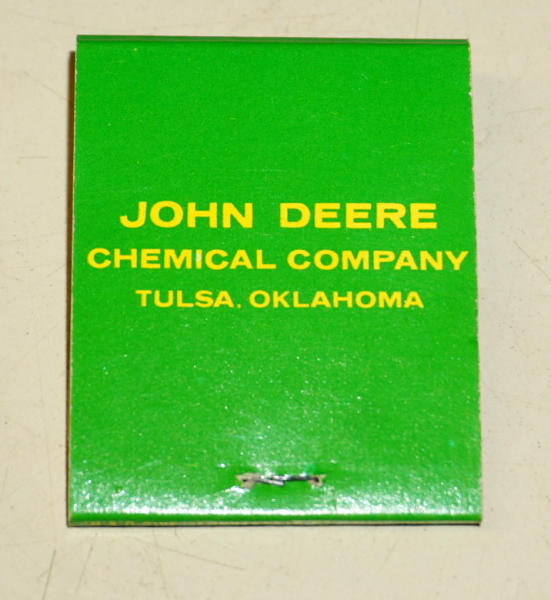 JOHN DEERE
CHEMICAL COMPANY
TULSA, OKLAHOMA